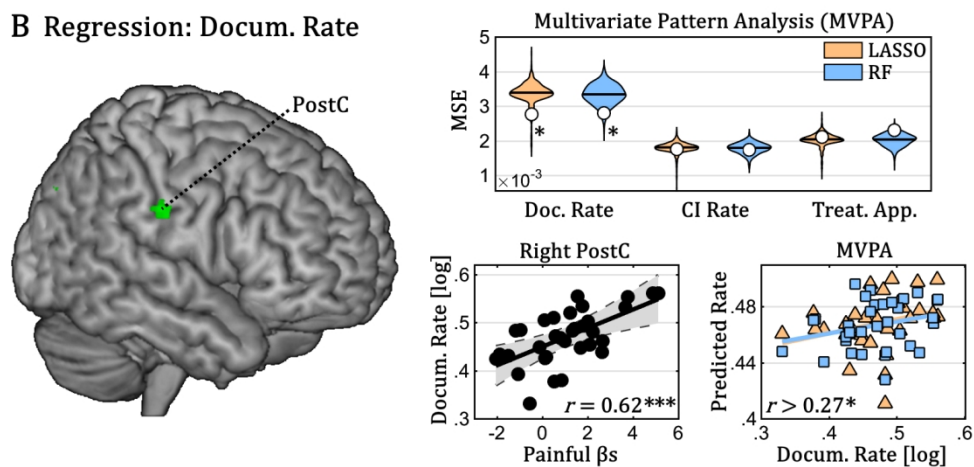 B Regression: Docum. Rate
PostC
Multivariate Pattern Analysis (MVPA)
MSE
5
4
3
2
1
×10⁻³
LASSO
RF
*
*
Doc. Rate
CI Rate
Treat. App.
Right PostC
Docum. Rate [log]
.6
.5
.4
.3
r = 0.62***
-2 0 2 4 6
Painful βs
MVPA
Predicted Rate
.48
.44
.4
r > 0.27*
.3 .4 .5 .6
Docum. Rate [log]